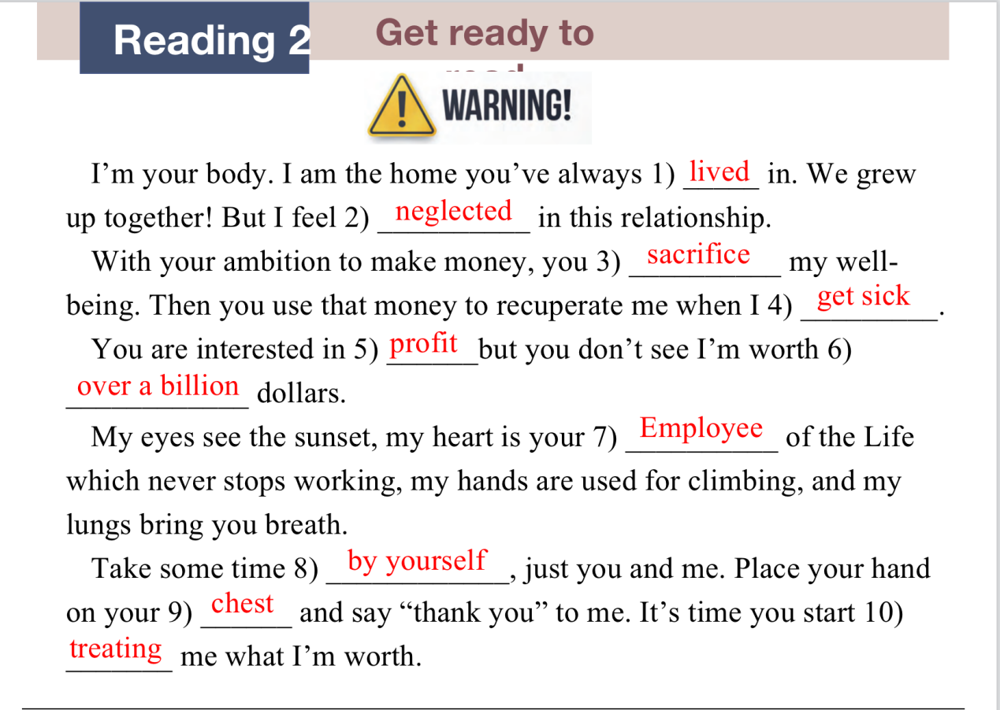 Reading 2
Get ready to
read
WARNING!
I’m your body. I am the home you’ve always 1) lived in. We grew
up together! But I feel 2) neglected in this relationship.
With your ambition to make money, you 3) sacrifice my well-
being. Then you use that money to recuperate me when I 4) get sick.
You are interested in 5) profit but you don’t see I’m worth 6)
over a billion dollars.
My eyes see the sunset, my heart is your 7) Employee of the Life
which never stops working, my hands are used for climbing, and my
lungs bring you breath.
Take some time 8) by yourself, just you and me. Place your hand
on your 9) chest and say “thank you” to me. It’s time you start 10)
treating me what I’m worth.